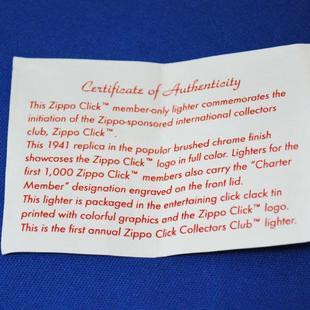 Certificate of Authenticity
This Zippo Click™ member-only lighter commemorates the
initiation of the Zippo-sponsored international collectors
club, Zippo Click™.
This 1941 replica in the popular brushed chrome finish
showcases the Zippo Click™ logo in full color. Lighters for the
first 1,000 Zippo Click™ members also carry the "Charter
Member" designation engraved on the front lid.
This lighter is packaged in the entertaining click clack tin
printed with colorful graphics and the Zippo Click™ logo.
This is the first annual Zippo Click Collectors Club™ lighter.